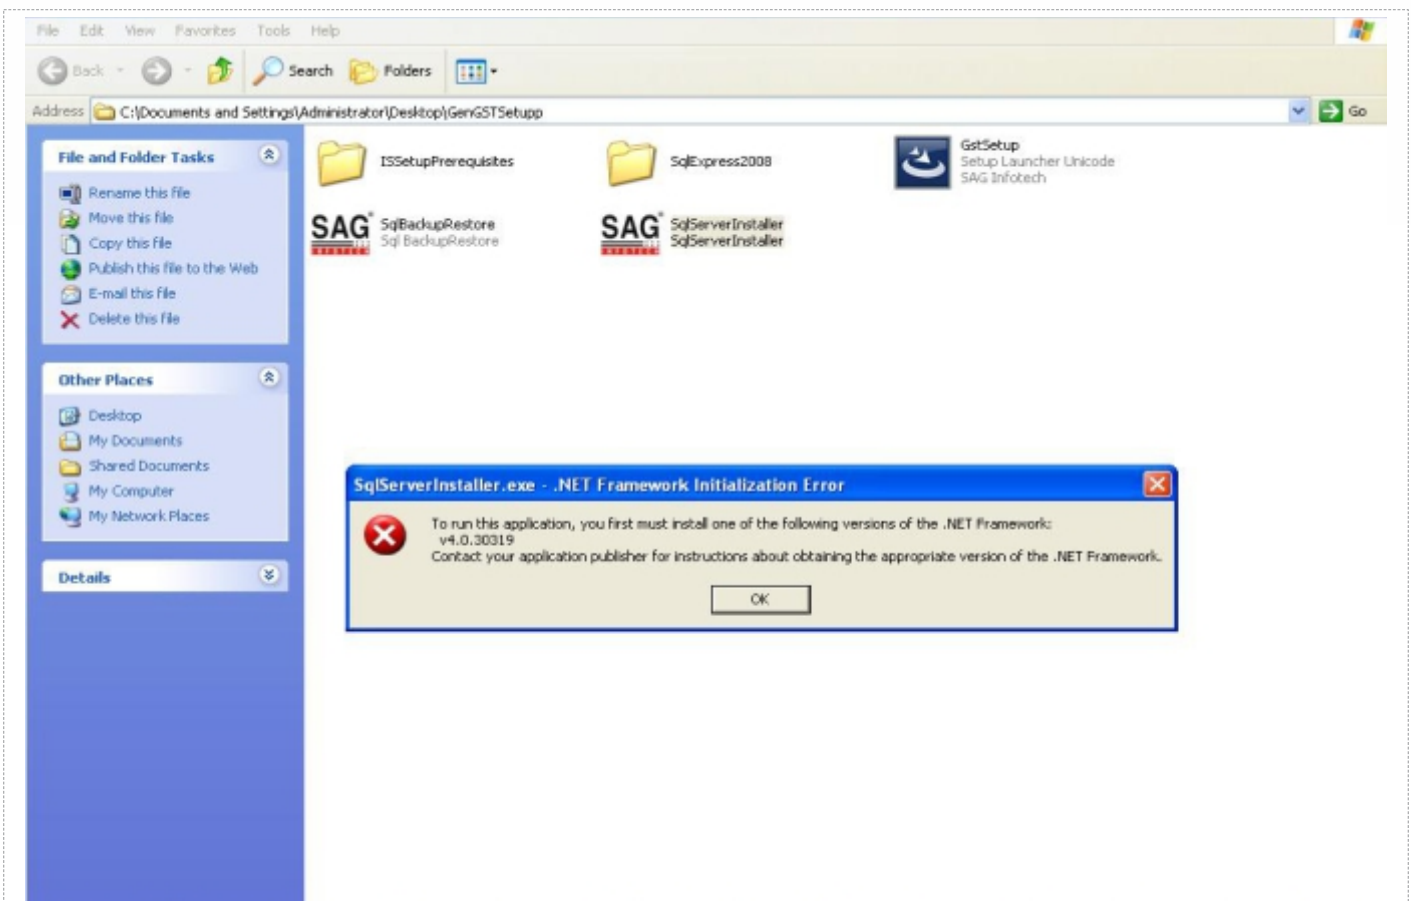 File Edit View Favorites Tools Help
Back Search Folders
Address C:\Documents and Settings\Administrator\Desktop\GenGSTSetupp Go
File and Folder Tasks
Rename this file
Move this file
Copy this file
Publish this file to the Web
E-mail this file
Delete this file
Other Places
Desktop
My Documents
Shared Documents
My Computer
My Network Places
Details
ISSetupPrerequisites
SqlExpress2008
GstSetup
Setup Launcher Unicode
SAG Infotech
SAG
INFOTECH
SqlBackupRestore
Sql BackupRestore
SAG
INFOTECH
SqlServerInstaller
SqlServerInstaller
SqlServerInstaller.exe - .NET Framework Initialization Error
To run this application, you first must install one of the following versions of the .NET Framework:
v4.0.30319
Contact your application publisher for instructions about obtaining the appropriate version of the .NET Framework.
OK